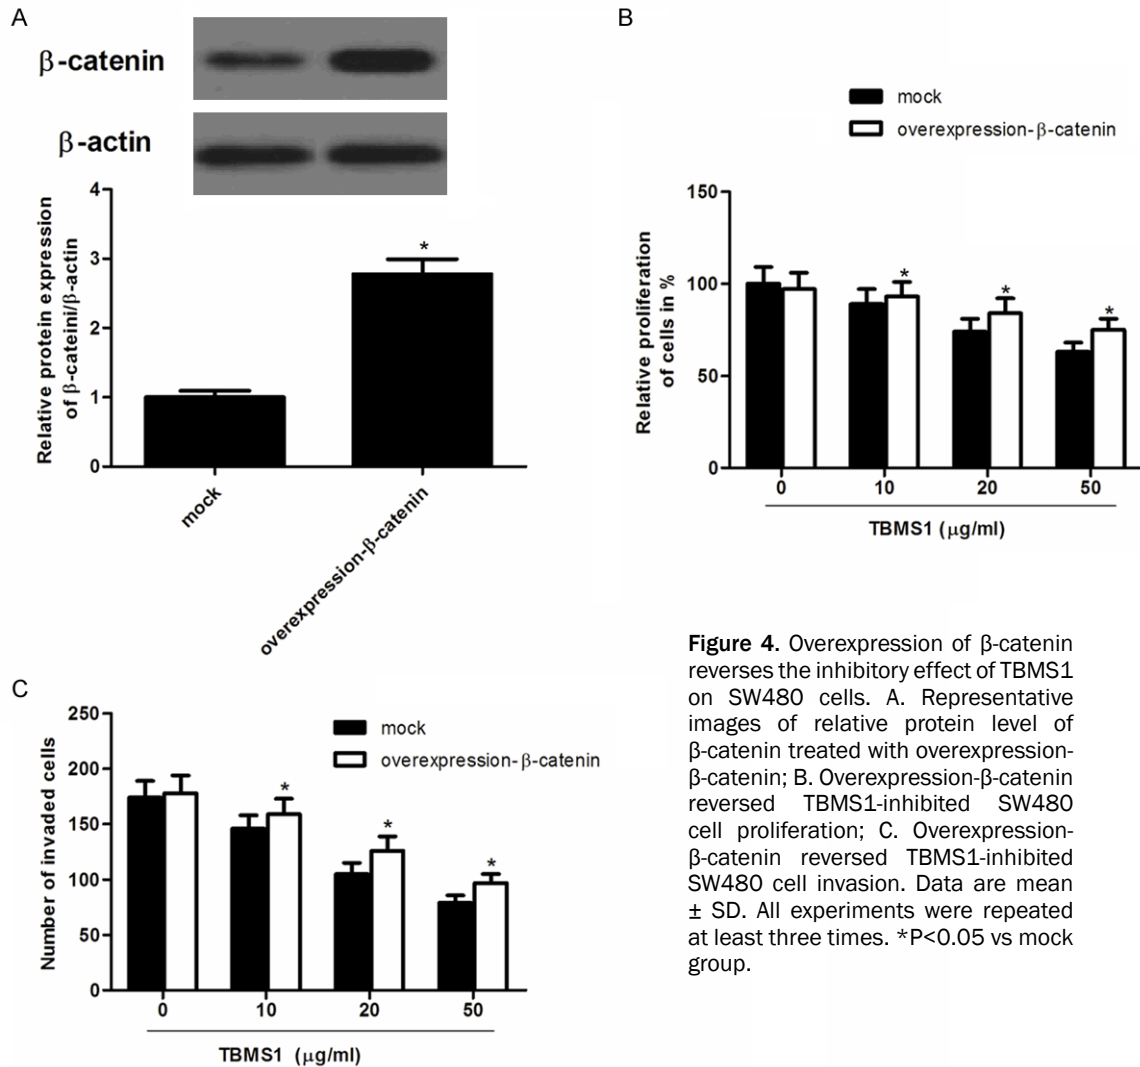 A
β-catenin
β-actin
Relative protein expression
of β-cateini/β-actin
4
3
2
1
0
*
mock
overexpression-β-catenin
B
mock
overexpression-β-catenin
Relative proliferation
of cells in %
150
100
50
0
*
*
*
0 10 20 50
TBMS1 (μg/ml)
C
mock
overexpression-β-catenin
Number of invaded cells
250
200
150
100
50
0
*
*
*
0 10 20 50
TBMS1 (μg/ml)
Figure 4. Overexpression of β-catenin
reverses the inhibitory effect of TBMS1
on SW480 cells. A. Representative
images of relative protein level of
β-catenin treated with overexpression-
β-catenin; B. Overexpression-β-catenin
reversed TBMS1-inhibited SW480
cell proliferation; C. Overexpression-
β-catenin reversed TBMS1-inhibited
SW480 cell invasion. Data are mean
± SD. All experiments were repeated
at least three times. *P<0.05 vs mock
group.